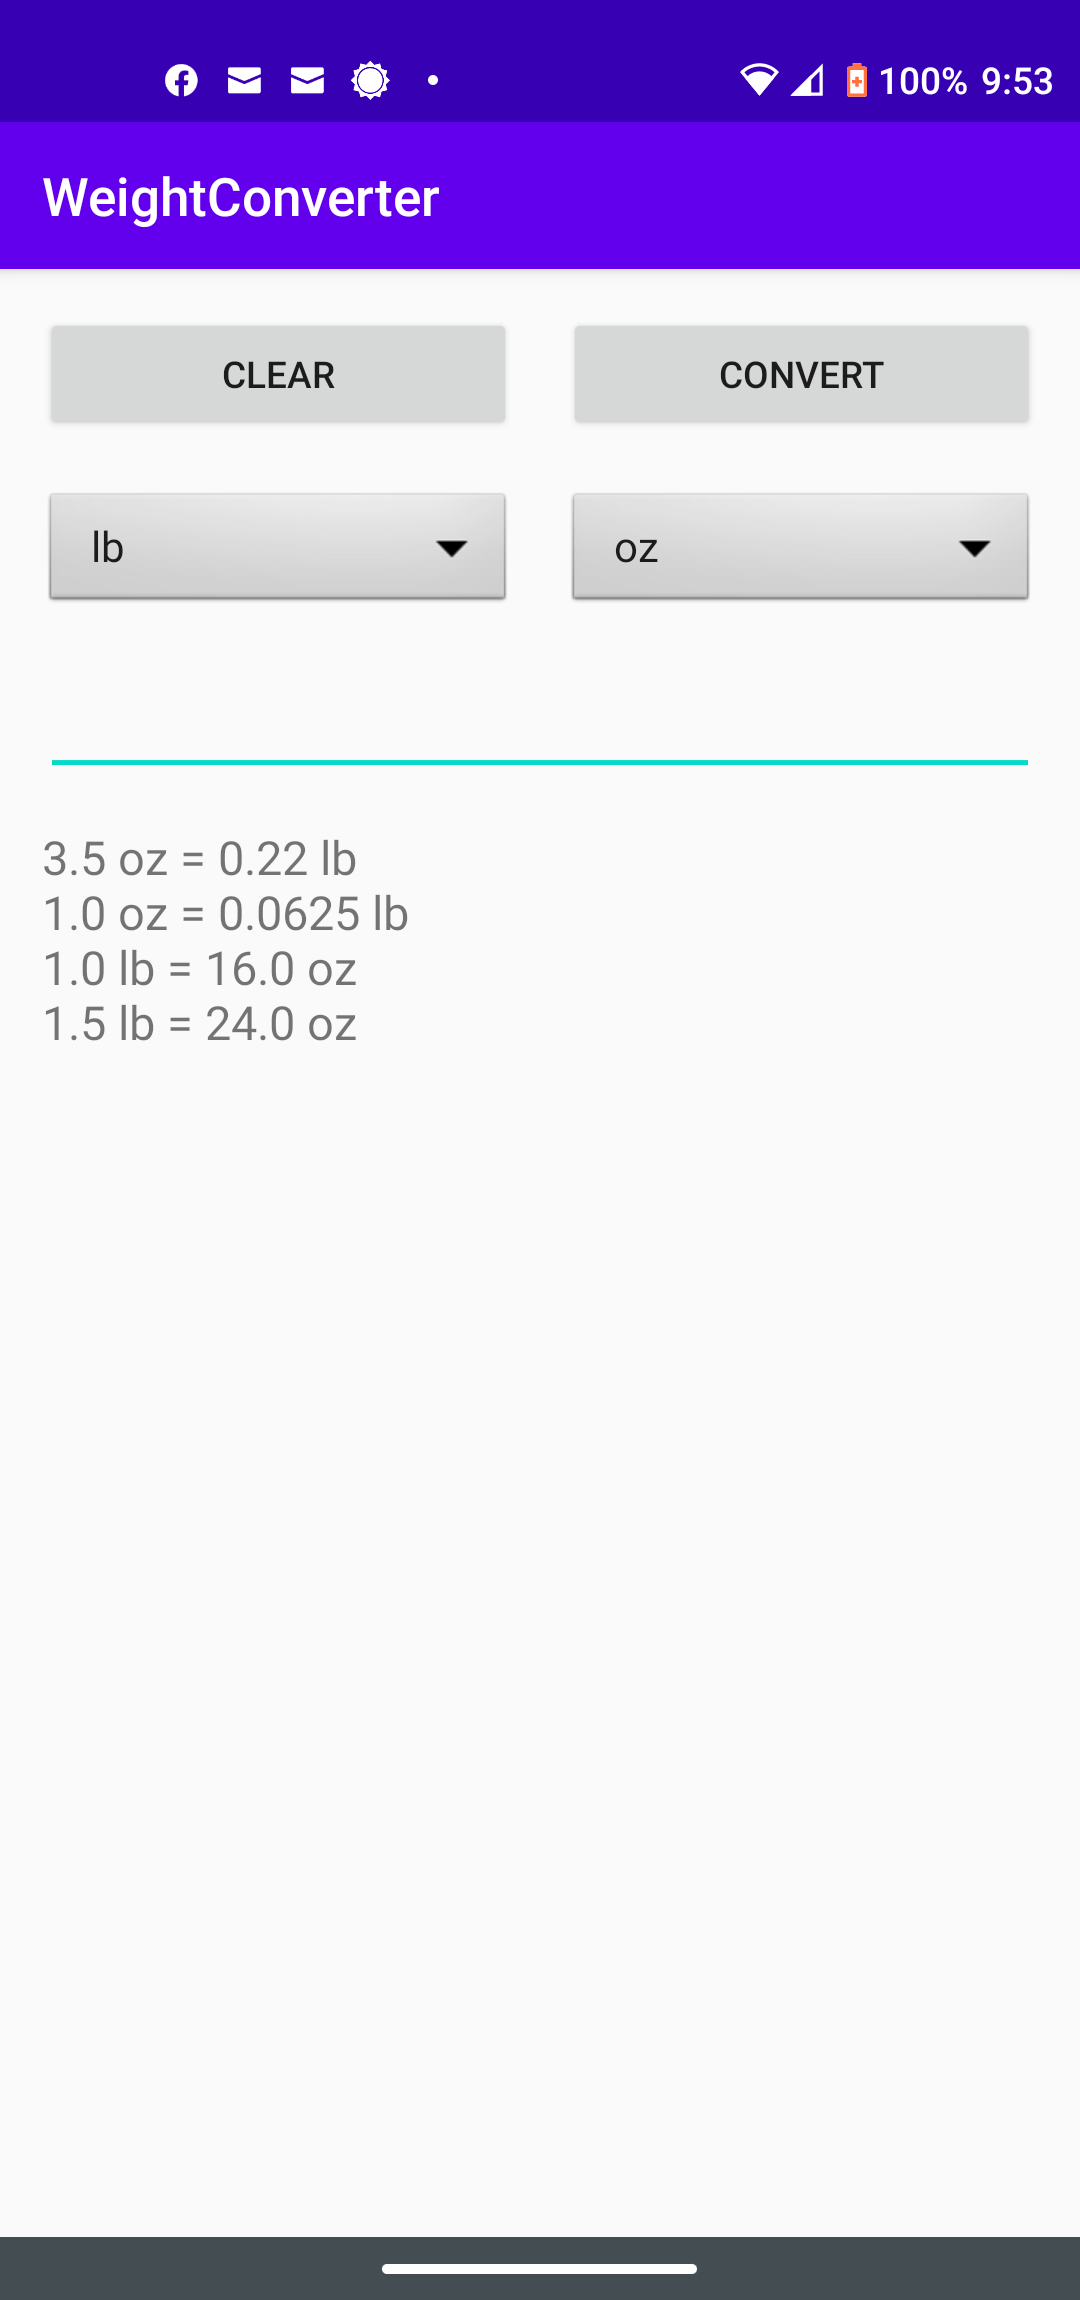 100% 9:53
WeightConverter
CLEAR CONVERT
lb oz
3.5 oz = 0.22 lb
1.0 oz = 0.0625 lb
1.0 lb = 16.0 oz
1.5 lb = 24.0 oz